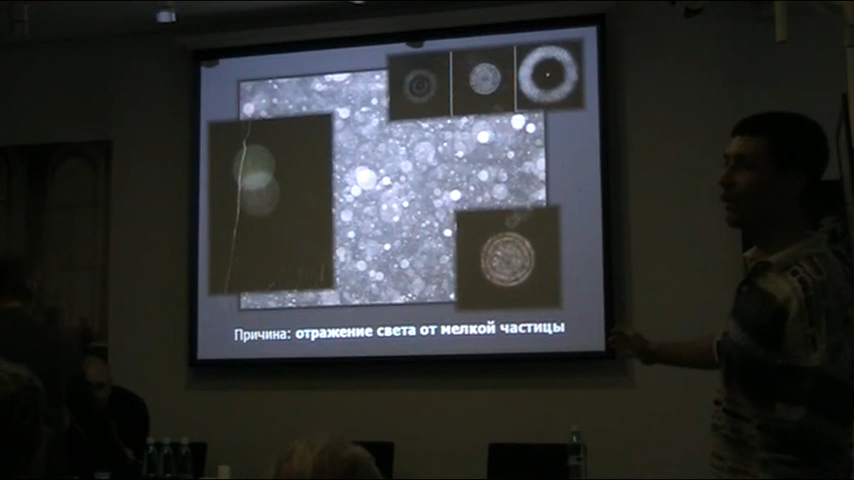 Причина: отражение света от мелкой частицы